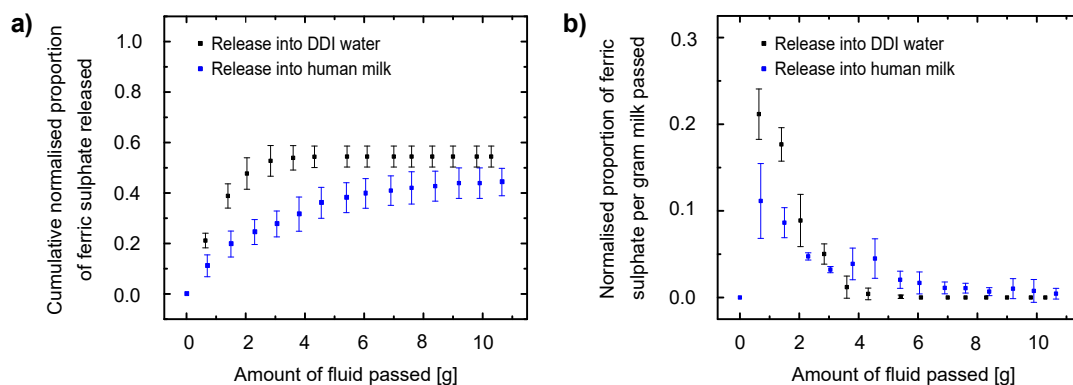 a)
Cumulative normalised proportion
of ferric sulphate released
1.0
0.8
0.6
0.4
0.2
0.0
Release into DDI water
Release into human milk
0 2 4 6 8 10
Amount of fluid passed [g]
b)
Normalised proportion of ferric
sulphate per gram milk passed
0.3
0.2
0.1
0.0
Release into DDI water
Release into human milk
0 2 4 6 8 10
Amount of fluid passed [g]